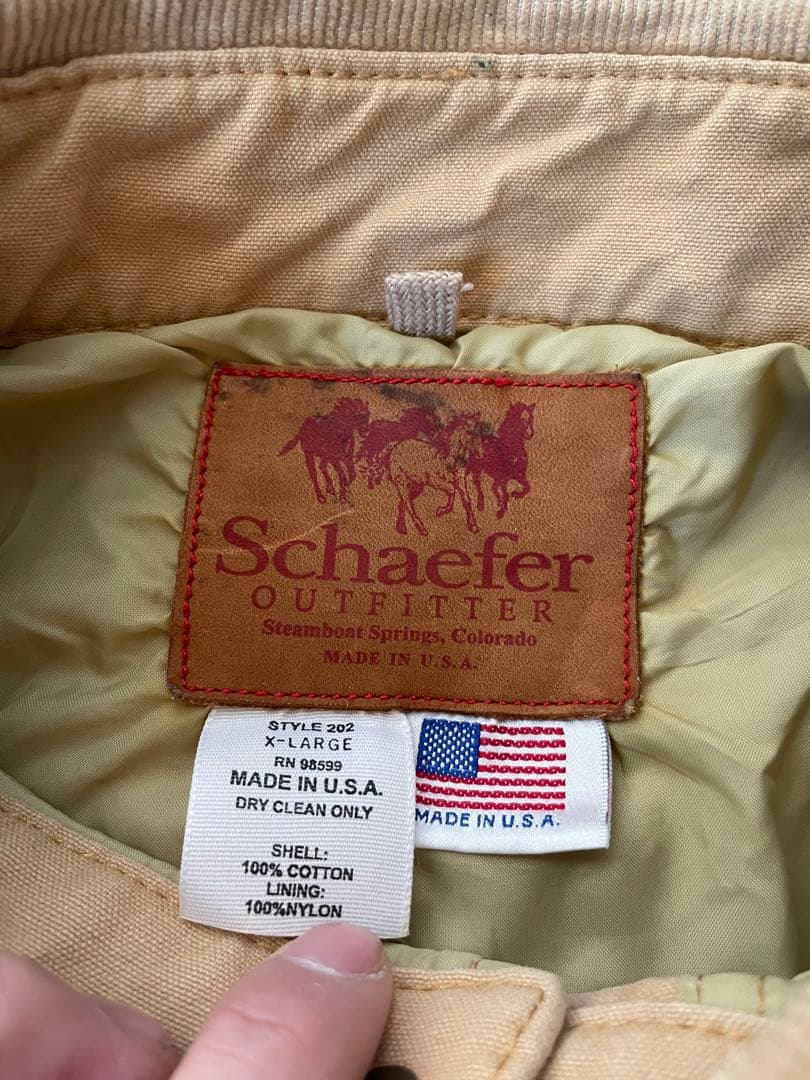 Schaefer
OUTFITTER
Steamboat Springs, Colorado
MADE IN U.S.A.
STYLE 202
X-LARGE
RN 98599
MADE IN U.S.A.
DRY CLEAN ONLY
SHELL:
100% COTTON
LINING:
100%NYLON
MADE IN U.S.A.